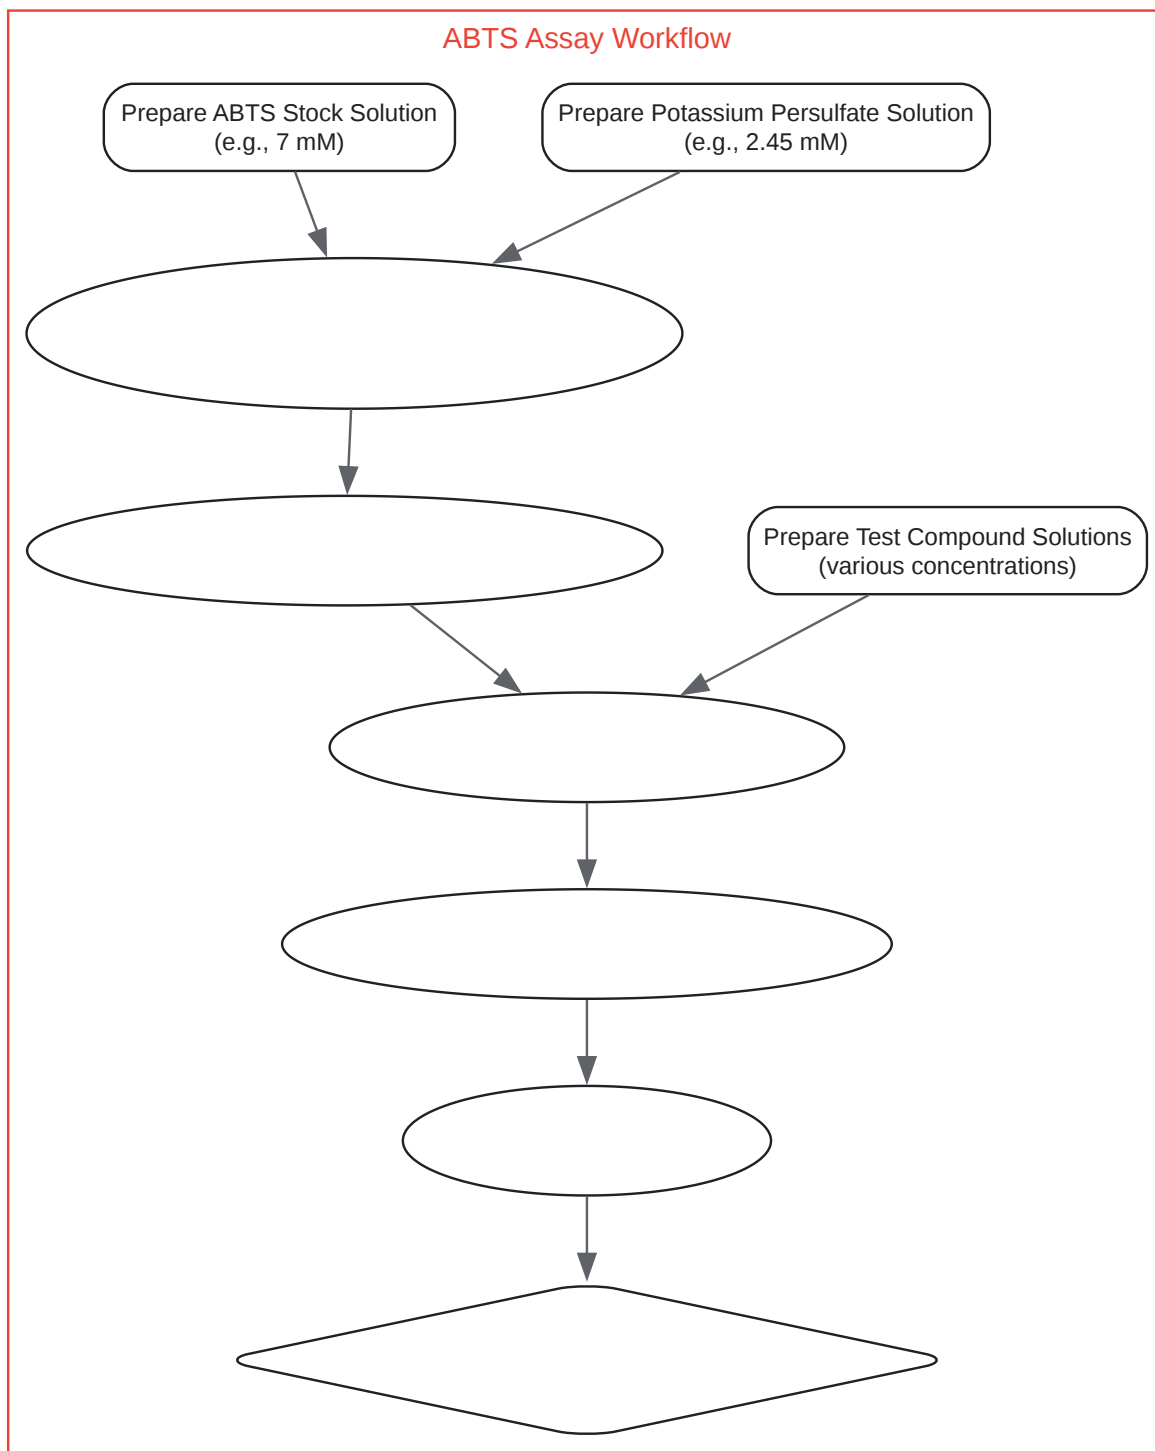 ABTS Assay Workflow
Prepare ABTS Stock Solution
(e.g., 7 mM)
Prepare Potassium Persulfate Solution
(e.g., 2.45 mM)
Prepare Test Compound Solutions
(various concentrations)